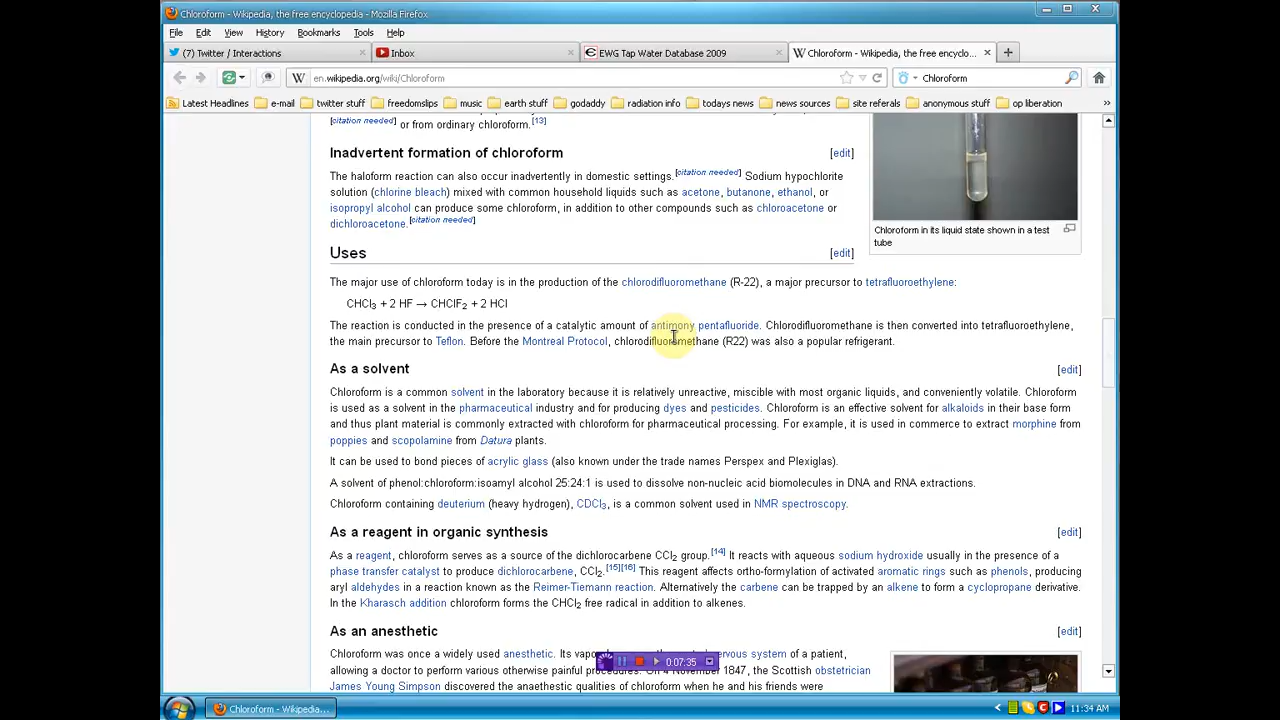 Chloroform - Wikipedia, the free encyclopedia - Mozilla Firefox
File Edit View History Bookmarks Tools Help
(7) Twitter / Interactions × Inbox × EWG Tap Water Database 2009 × Chloroform - Wikipedia, the free encyclo... × +
en.wikipedia.org/wiki/Chloroform Chloroform
Latest Headlines e-mail twitter stuff freedomslips music earth stuff godaddy radiation info todays news news sources site referals anonymous stuff op liberation »
[citation needed] or from ordinary chloroform.[13]
Inadvertent formation of chloroform [edit]
The haloform reaction can also occur inadvertently in domestic settings.[citation needed] Sodium hypochlorite
solution (chlorine bleach) mixed with common household liquids such as acetone, butanone, ethanol, or
isopropyl alcohol can produce some chloroform, in addition to other compounds such as chloroacetone or
dichloroacetone.[citation needed]
Chloroform in its liquid state shown in a test
tube
Uses [edit]
The major use of chloroform today is in the production of the chlorodifluoromethane (R-22), a major precursor to tetrafluoroethylene:
CHCl3 + 2 HF → CHClF2 + 2 HCl
The reaction is conducted in the presence of a catalytic amount of antimony pentafluoride. Chlorodifluoromethane is then converted into tetrafluoroethylene,
the main precursor to Teflon. Before the Montreal Protocol, chlorodifluoromethane (R22) was also a popular refrigerant.
As a solvent [edit]
Chloroform is a common solvent in the laboratory because it is relatively unreactive, miscible with most organic liquids, and conveniently volatile. Chloroform
is used as a solvent in the pharmaceutical industry and for producing dyes and pesticides. Chloroform is an effective solvent for alkaloids in their base form
and thus plant material is commonly extracted with chloroform for pharmaceutical processing. For example, it is used in commerce to extract morphine from
poppies and scopolamine from Datura plants.
It can be used to bond pieces of acrylic glass (also known under the trade names Perspex and Plexiglas).
A solvent of phenol:chloroform:isoamyl alcohol 25:24:1 is used to dissolve non-nucleic acid biomolecules in DNA and RNA extractions.
Chloroform containing deuterium (heavy hydrogen), CDCl3, is a common solvent used in NMR spectroscopy.
As a reagent in organic synthesis [edit]
As a reagent, chloroform serves as a source of the dichlorocarbene CCl2 group.[14] It reacts with aqueous sodium hydroxide usually in the presence of a
phase transfer catalyst to produce dichlorocarbene, CCl2.[15][16] This reagent affects ortho-formylation of activated aromatic rings such as phenols, producing
aryl aldehydes in a reaction known as the Reimer-Tiemann reaction. Alternatively the carbene can be trapped by an alkene to form a cyclopropane derivative.
In the Kharasch addition chloroform forms the CHCl2 free radical in addition to alkenes.
As an anesthetic [edit]
Chloroform was once a widely used anesthetic. Its nervous system of a patient,
allowing a doctor to perform various otherwise painful 4 November 1847, the Scottish obstetrician
James Young Simpson discovered the anaesthetic qualities of chloroform when he and his friends were
0:07:35
Chloroform - Wikipedia... 11:34 AM